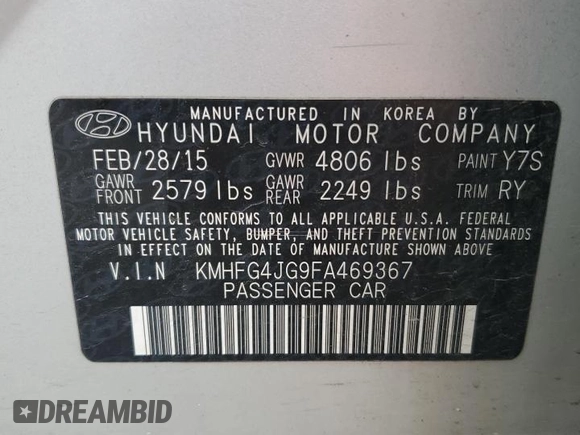 MANUFACTURED IN KOREA BY
HYUNDAI MOTOR COMPANY
FEB/28/15 GVWR 4806 lbs PAINT Y7S
GAWR FRONT 2579 lbs GAWR REAR 2249 lbs TRIM RY
THIS VEHICLE CONFORMS TO ALL APPLICABLE U.S.A. FEDERAL
MOTOR VEHICLE SAFETY, BUMPER, AND THEFT PREVENTION STANDARDS
IN EFFECT ON THE DATE OF MANUFACTURE SHOWN ABOVE.
V.I.N KMHFG4JG9FA469367
PASSENGER CAR
DREAMBID